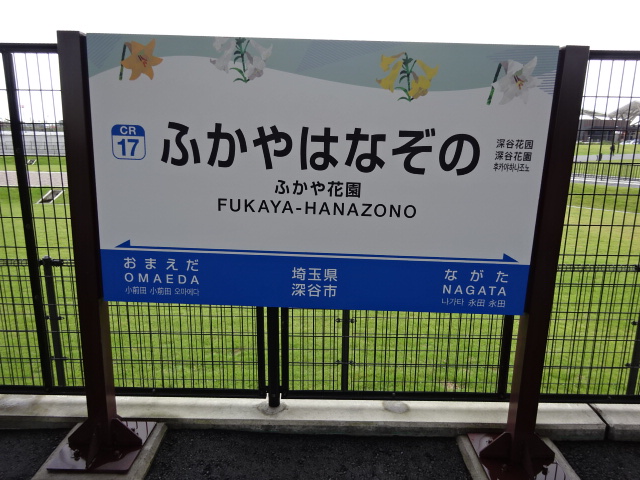 CR
17
ふかやはなぞの
ふかや花園
FUKAYA-HANAZONO
深谷花园
深谷花園
후카야하나조노
おまえだ
OMAEDA
小前田 小前田 오마에다
埼玉県
深谷市
ながた
NAGATA
나가타 永田 永田